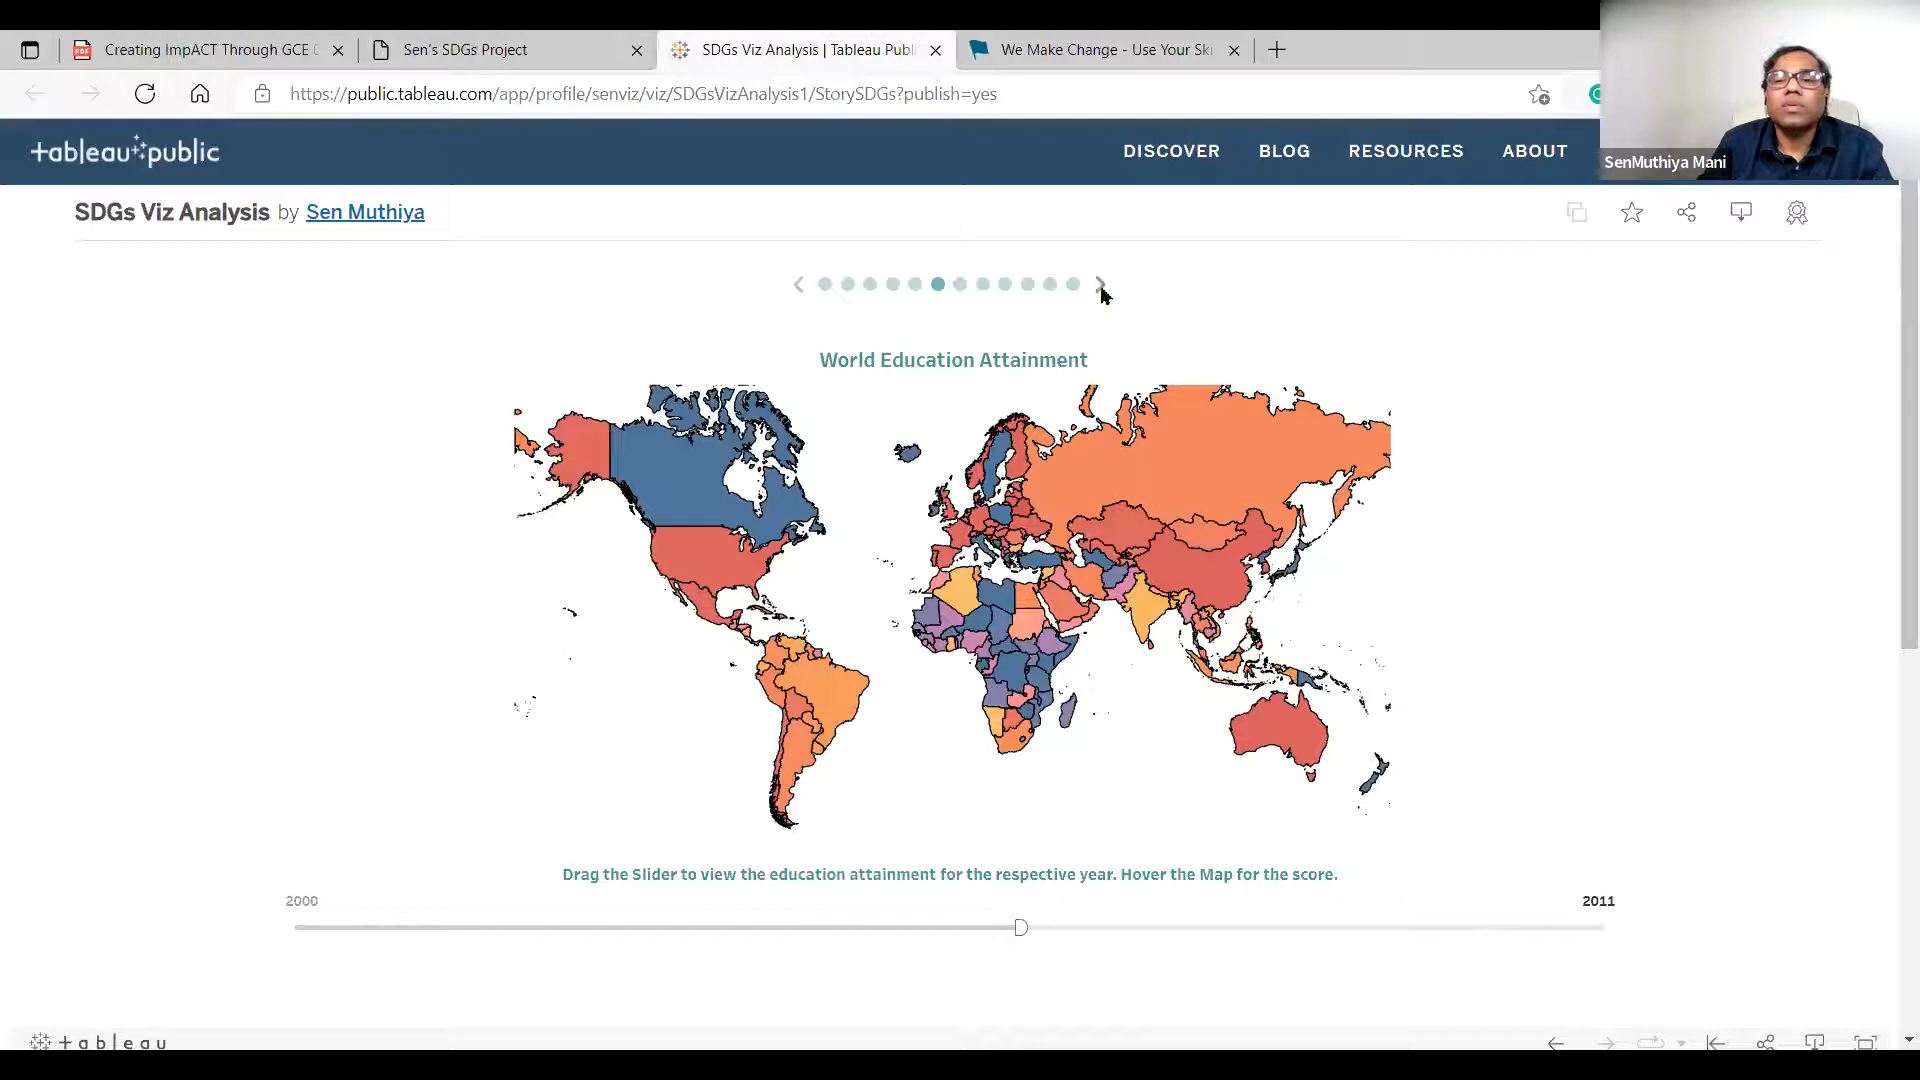 Creating ImpACT Through GCE
Sen's SDGs Project
SDGs Viz Analysis | Tableau Publi
We Make Change - Use Your Ski
https://public.tableau.com/app/profile/senviz/viz/SDGsVizAnalysis1/StorySDGs?publish=yes
+ableau public
DISCOVER
BLOG
RESOURCES
ABOUT
SenMuthiya Mani
SDGs Viz Analysis by Sen Muthiya
World Education Attainment
Drag the Slider to view the education attainment for the respective year. Hover the Map for the score.
2000
2011
+ableau